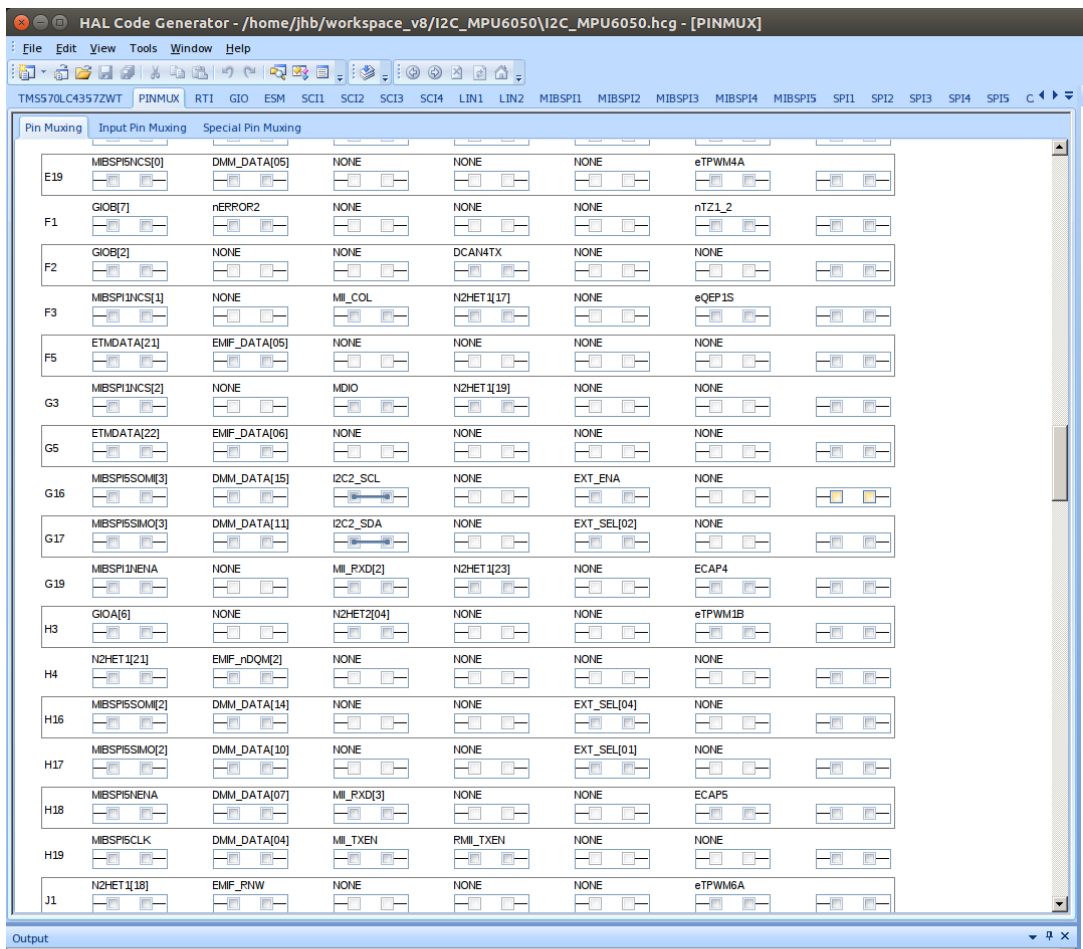 HAL Code Generator - /home/jhb/workspace_v8/I2C_MPU6050\I2C_MPU6050.hcg - [PINMUX]
File Edit View Tools Window Help
TMS570LC4357ZWT PINMUX RTI GIO ESM SCI1 SCI2 SCI3 SCI4 LIN1 LIN2 MIBSPI1 MIBSPI2 MIBSPI3 MIBSPI4 MIBSPI5 SPI1 SPI2 SPI3 SPI4 SPI5 C
Pin Muxing Input Pin Muxing Special Pin Muxing
MIBSPI5NCS[0] DMM_DATA[05] NONE NONE NONE eTPWM4A
E19
GIOB[7] nERROR2 NONE NONE NONE nTZ1_2
F1
GIOB[2] NONE NONE DCAN4TX NONE NONE
F2
MIBSPI1NCS[1] NONE MII_COL N2HET1[17] NONE eQEP1S
F3
ETMDATA[21] EMIF_DATA[05] NONE NONE NONE NONE
F5
MIBSPI1NCS[2] NONE MDIO N2HET1[19] NONE NONE
G3
ETMDATA[22] EMIF_DATA[06] NONE NONE NONE NONE
G5
MIBSPI5SOMI[3] DMM_DATA[15] I2C2_SCL NONE EXT_ENA NONE
G16
MIBSPI5SIMO[3] DMM_DATA[11] I2C2_SDA NONE EXT_SEL[02] NONE
G17
MIBSPI1NENA NONE MII_RXD[2] N2HET1[23] NONE ECAP4
G19
GIOA[6] NONE N2HET2[04] NONE NONE eTPWM1B
H3
N2HET1[21] EMIF_nDQM[2] NONE NONE NONE NONE
H4
MIBSPI5SOMI[2] DMM_DATA[14] NONE NONE EXT_SEL[04] NONE
H16
MIBSPI5SIMO[2] DMM_DATA[10] NONE NONE EXT_SEL[01] NONE
H17
MIBSPI5NENA DMM_DATA[07] MII_RXD[3] NONE NONE ECAP5
H18
MIBSPI5CLK DMM_DATA[04] MII_TXEN RMII_TXEN NONE NONE
H19
N2HET1[18] EMIF_RNW NONE NONE NONE eTPWM6A
J1
Output